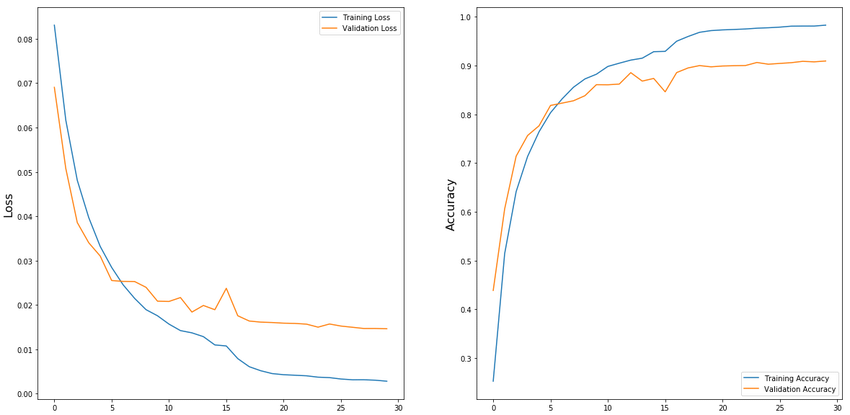 Training Loss
Validation Loss
0.08
0.07
0.06
0.05
0.04
0.03
0.02
0.01
0.00
Loss
0 5 10 15 20 25 30
1.0
0.9
0.8
0.7
0.6
0.5
0.4
0.3
Accuracy
Training Accuracy
Validation Accuracy
0 5 10 15 20 25 30